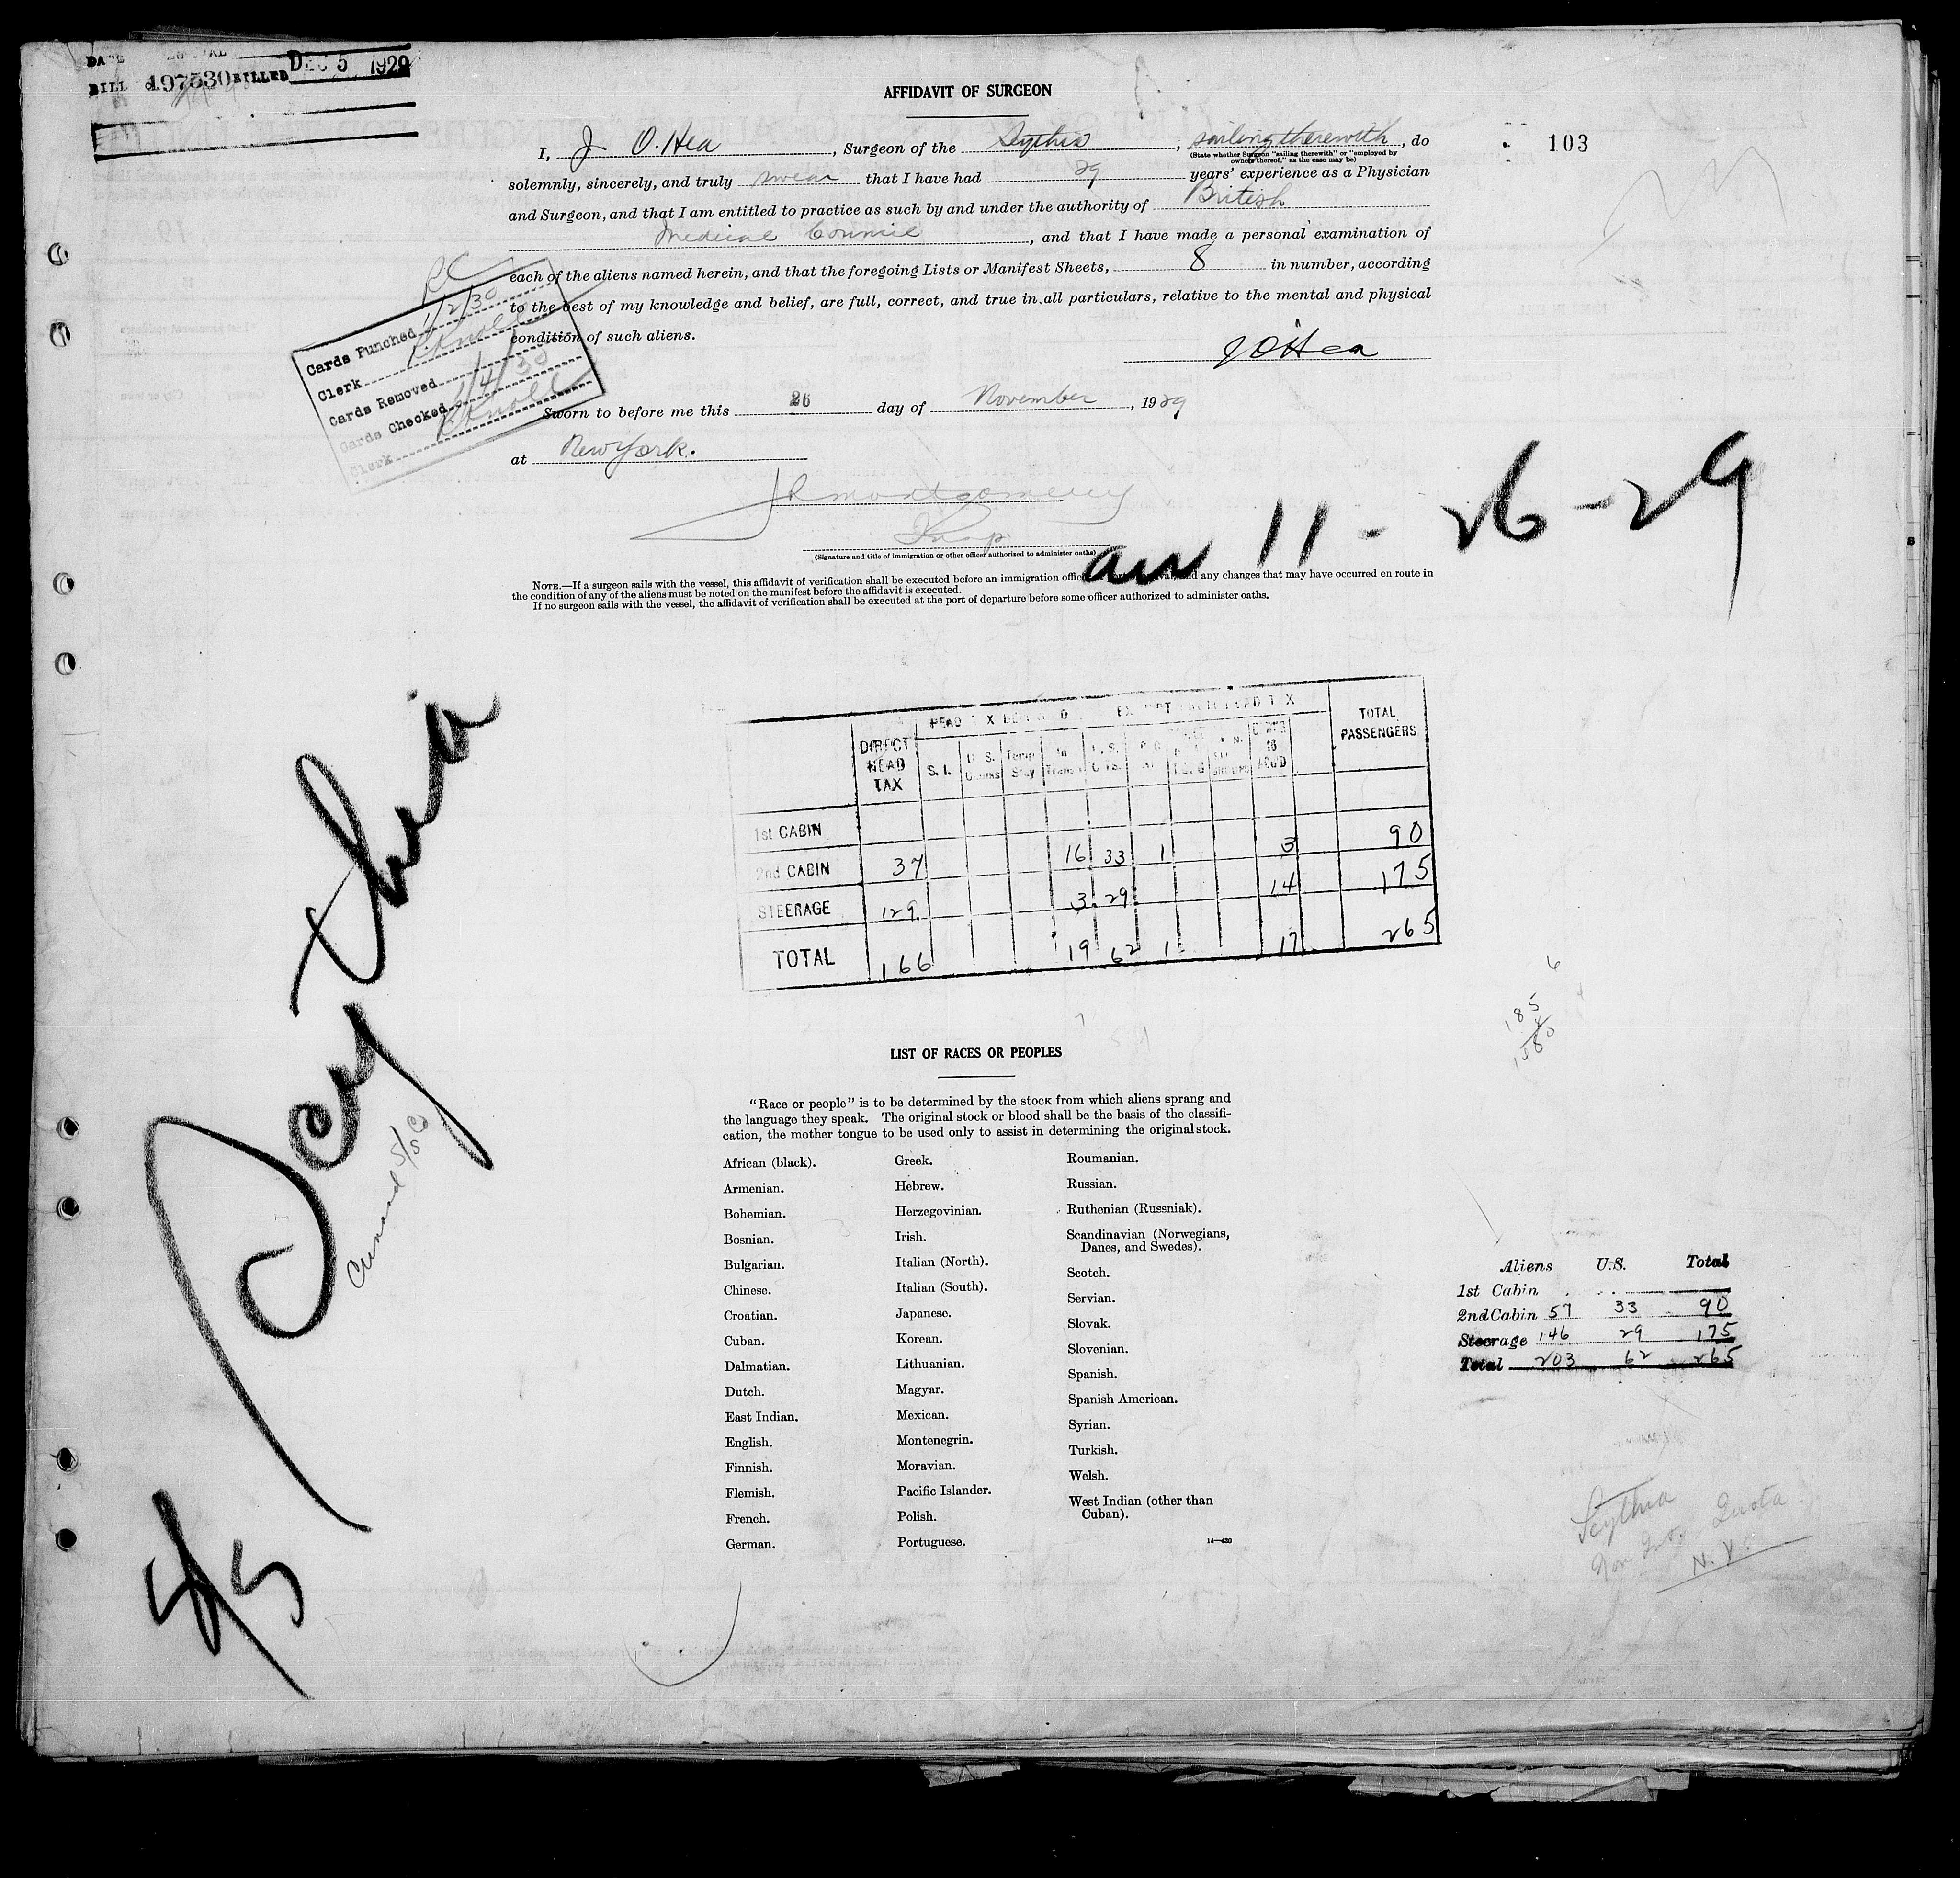 BILL
197530 BILLED DEC 5 1929
AFFIDAVIT OF SURGEON
103
I, J O.Hea, Surgeon of the Scythia, sailing therewith, do
(State whether Surgeon "sailing therewith" or "employed by
owners thereof," as the case may be)
solemnly, sincerely, and truly swear that I have had 29 years' experience as a Physician
and Surgeon, and that I am entitled to practice as such by and under the authority of British
Medical Council, and that I have made a personal examination of
each of the aliens named herein, and that the foregoing Lists or Manifest Sheets, 8 in number, according
to the best of my knowledge and belief, are full, correct, and true in all particulars, relative to the mental and physical
condition of such aliens.
J O'Hea
Cards Punched 1/2/30
Clerk
Cards Removed
Cards Checked 1/4/30
Clerk
Sworn to before me this 26 day of November, 1929
at New York.
Montgomery
(Signature and title of immigration or other officer authorized to administer oaths)
arr 11-26-29
NOTE.—If a surgeon sails with the vessel, this affidavit of verification shall be executed before an immigration any changes that may have occurred en route in
the condition of any of the aliens must be noted on the manifest before the affidavit is executed.
If no surgeon sails with the vessel, the affidavit of verification shall be executed at the port of departure before some officer authorized to administer oaths.
DIRECT HEAD TAX S. I. U. S. Temp Stay In Trans U. S. TOTAL PASSENGERS
1st CABIN
2nd CABIN 37 16 33 1 3 90
STEERAGE 129 3 29 14 175
TOTAL 166 19 62 1 17 265
S/S Scythia
Cunard S/S Co
185
LIST OF RACES OR PEOPLES
"Race or people" is to be determined by the stock from which aliens sprang and
the language they speak. The original stock or blood shall be the basis of the classifi-
cation, the mother tongue to be used only to assist in determining the original stock.
African (black).
Armenian.
Bohemian.
Bosnian.
Bulgarian.
Chinese.
Croatian.
Cuban.
Dalmatian.
Dutch.
East Indian.
English.
Finnish.
Flemish.
French.
German.
Greek.
Hebrew.
Herzegovinian.
Irish.
Italian (North).
Italian (South).
Japanese.
Korean.
Lithuanian.
Magyar.
Mexican.
Montenegrin.
Moravian.
Pacific Islander.
Polish.
Portuguese.
Roumanian.
Russian.
Ruthenian (Russniak).
Scandinavian (Norwegians,
Danes, and Swedes).
Scotch.
Servian.
Slovak.
Slovenian.
Spanish.
Spanish American.
Syrian.
Turkish.
Welsh.
West Indian (other than
Cuban).
14—430
Aliens U.S. Total
1st Cabin
2nd Cabin 57 33 90
Steerage 146 29 175
Total 203 62 265
Scythia
Quota
N.Y.